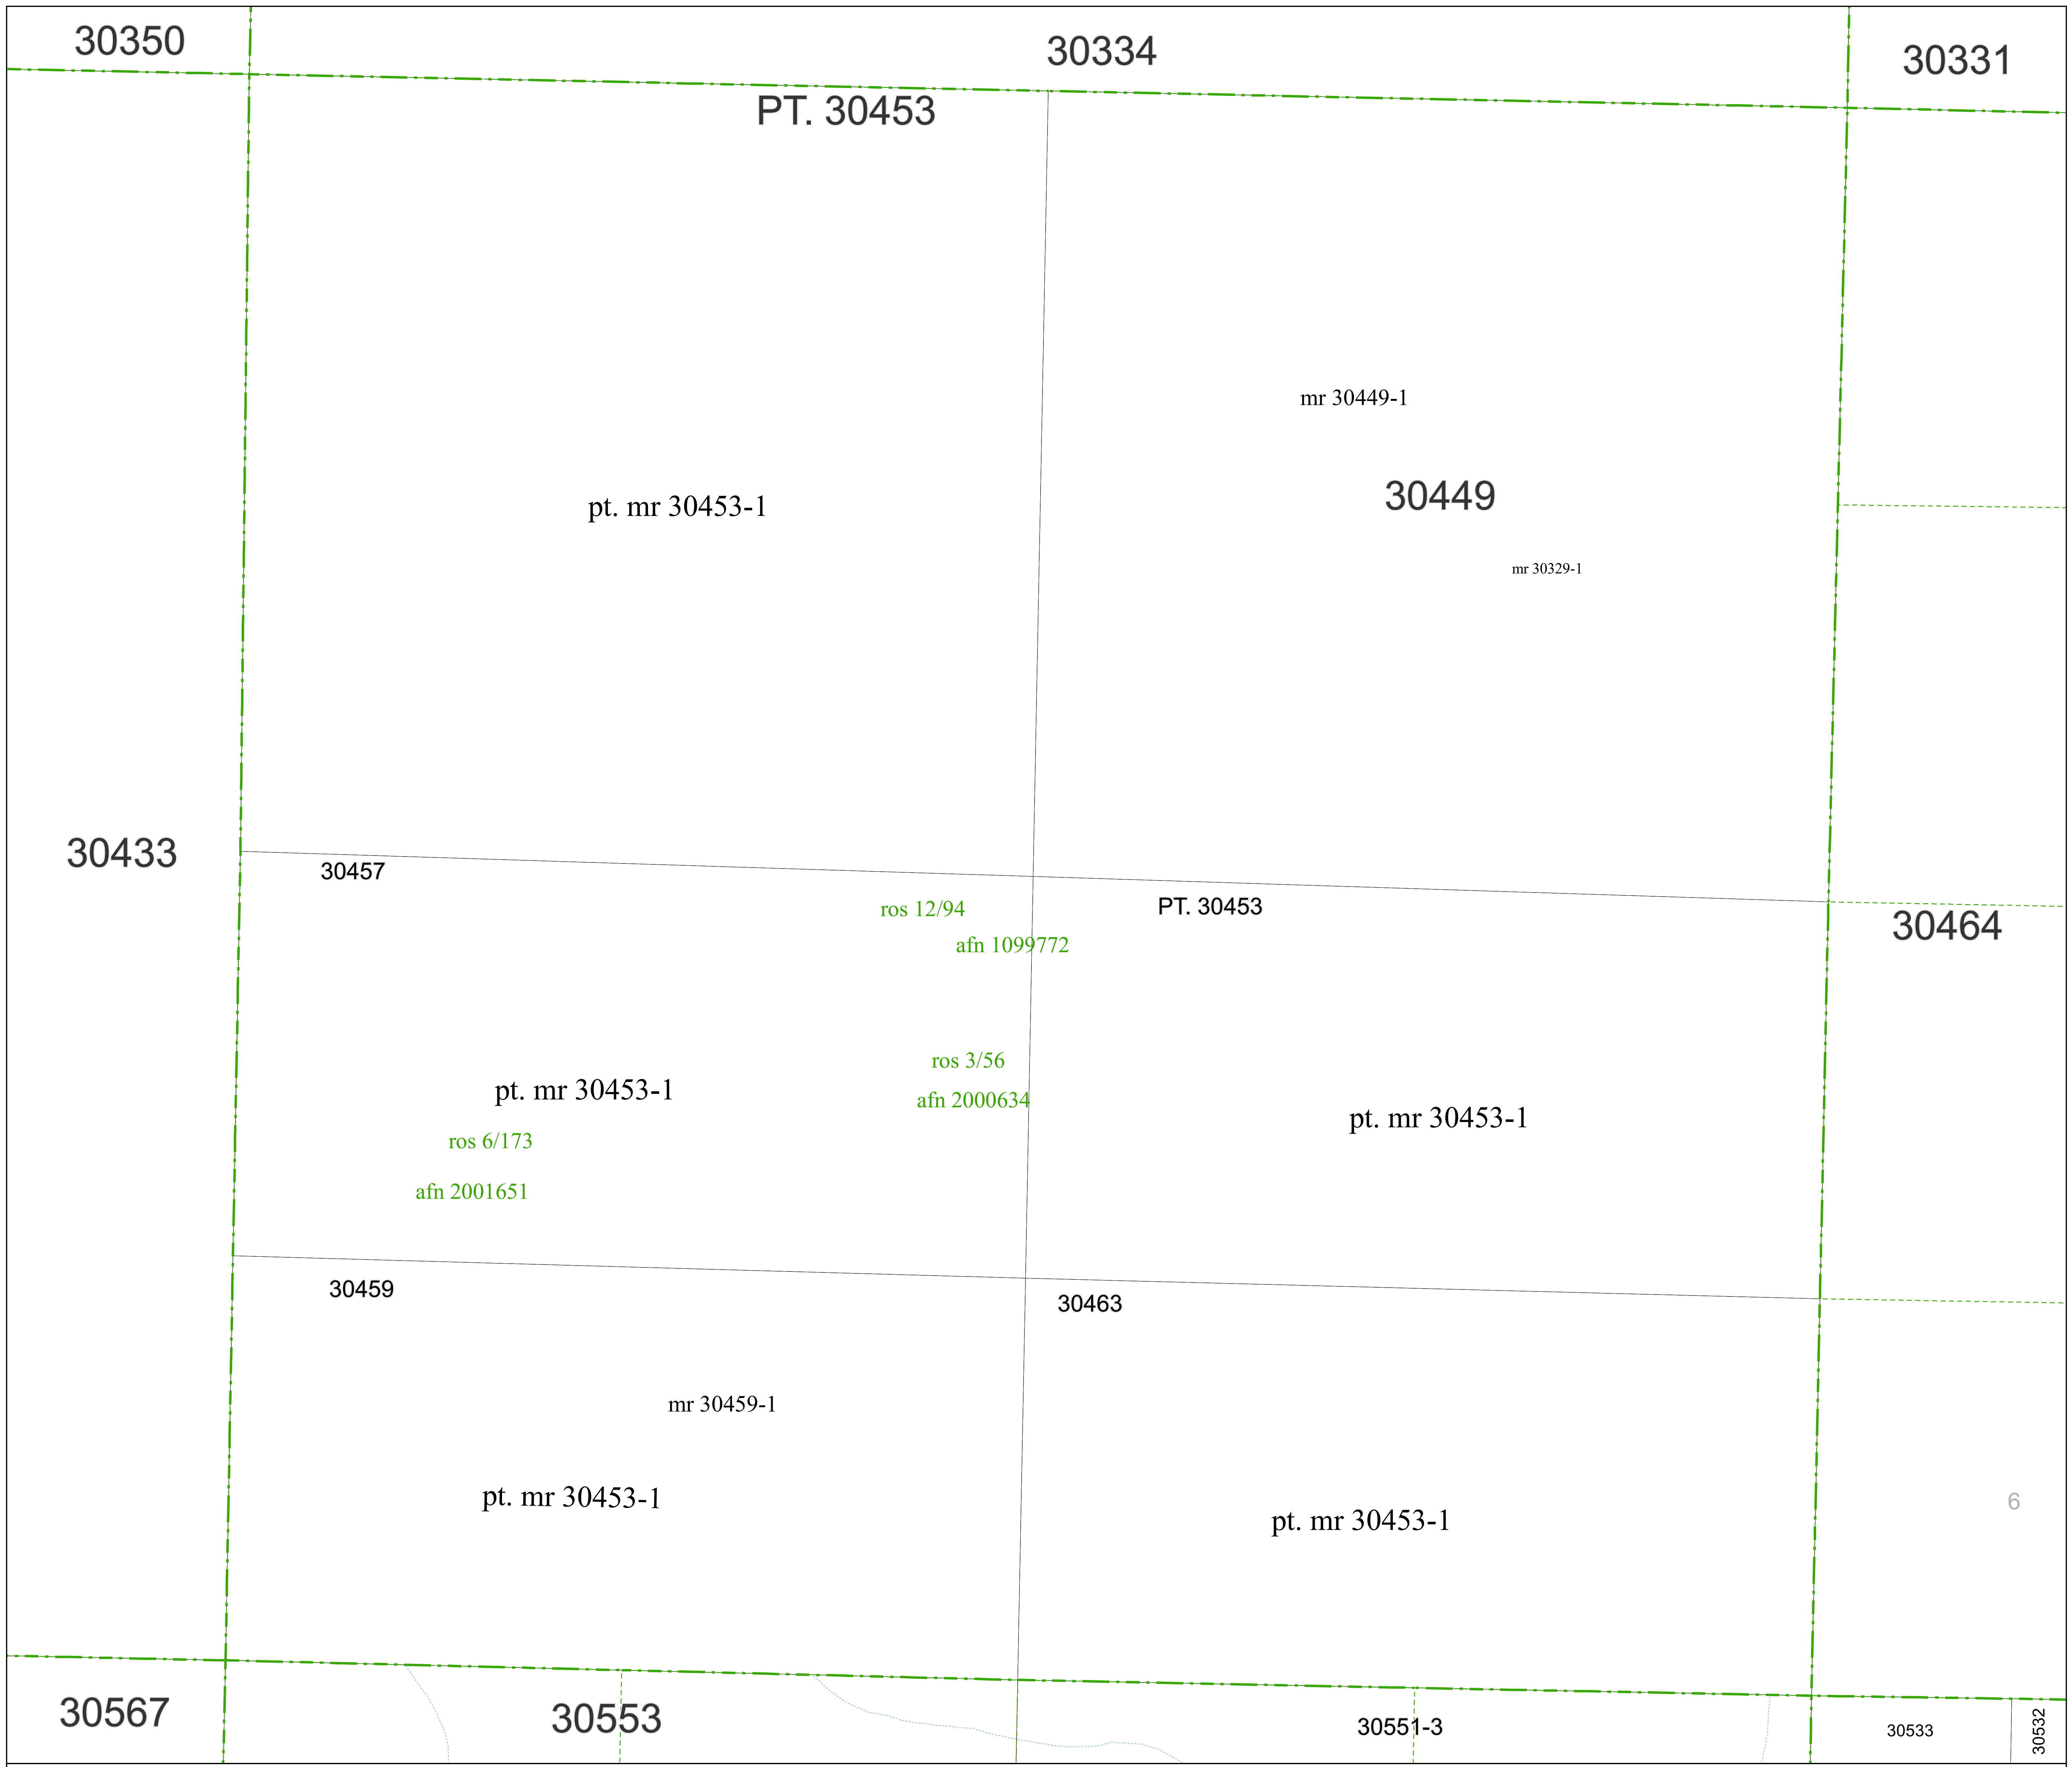 30350
30334
30331
PT. 30453
mr 30449-1
30449
pt. mr 30453-1
mr 30329-1
30433
30457
ros 12/94
PT. 30453
30464
afn 1099772
ros 3/56
pt. mr 30453-1
afn 2000634
pt. mr 30453-1
ros 6/173
afn 2001651
30459
30463
mr 30459-1
pt. mr 30453-1
6
pt. mr 30453-1
30567
30553
30551-3
30533
30532